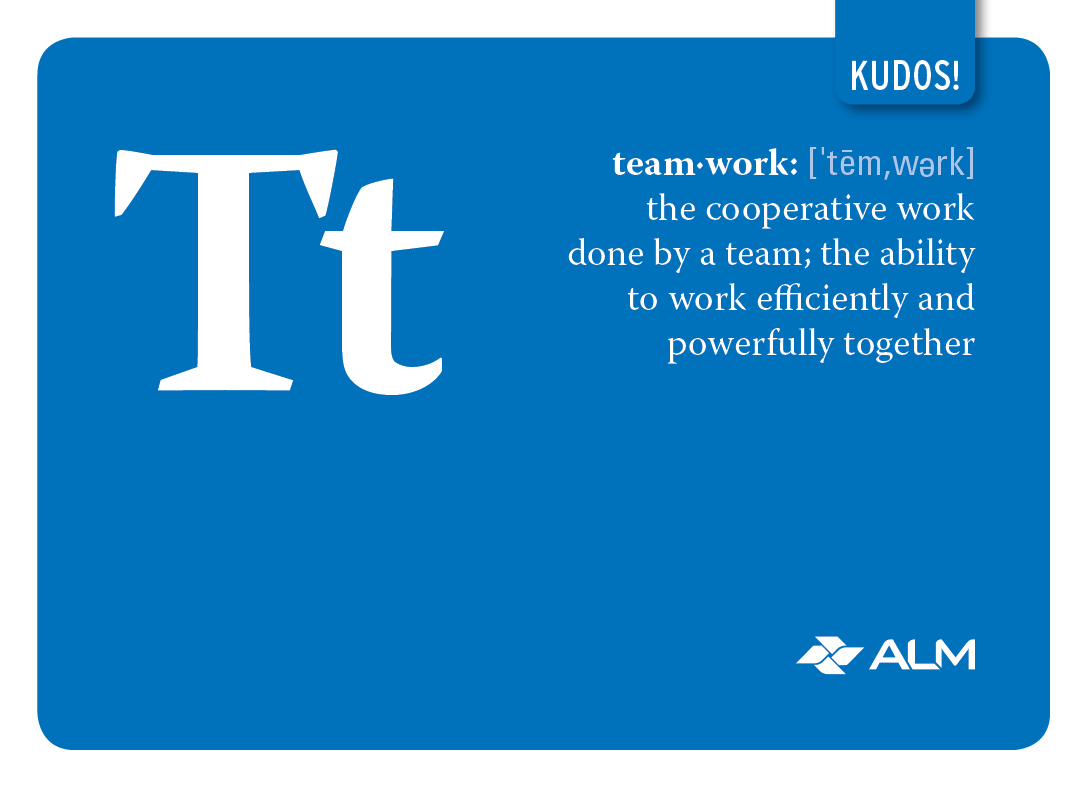 KUDOS!
Tt
team·work: [ˈtēm,wərk]
the cooperative work
done by a team; the ability
to work efficiently and
powerfully together
ALM